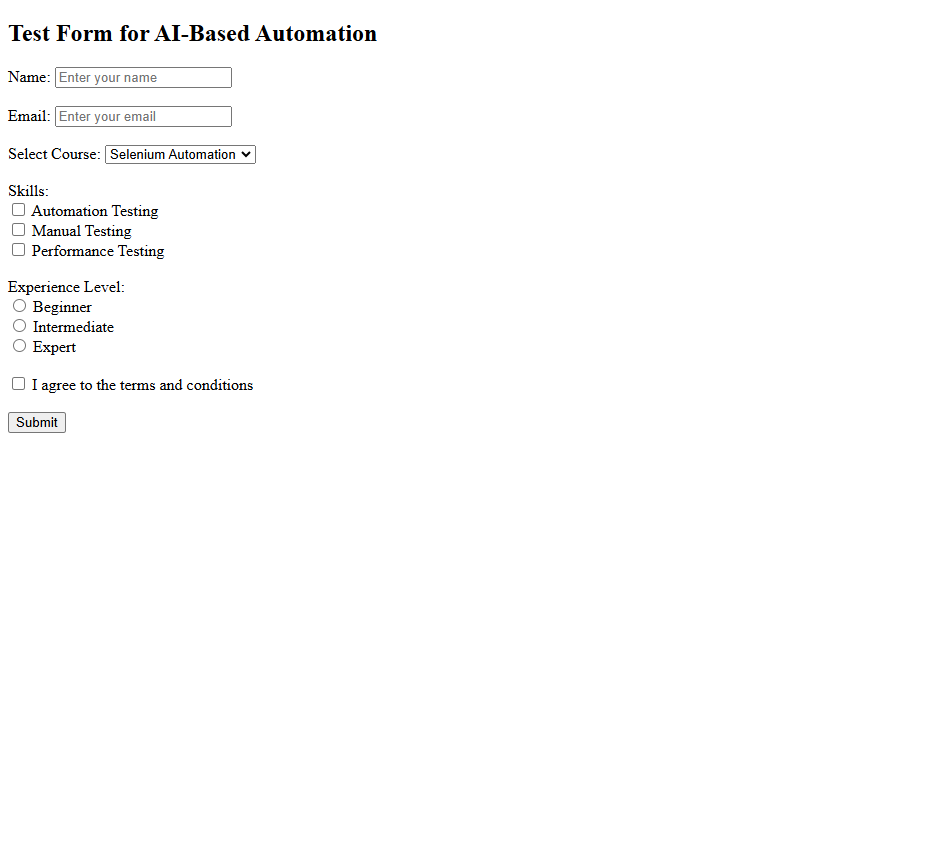 Test Form for AI-Based Automation
Name: Enter your name
Email: Enter your email
Select Course: Selenium Automation
Skills:
Automation Testing
Manual Testing
Performance Testing
Experience Level:
Beginner
Intermediate
Expert
I agree to the terms and conditions
Submit